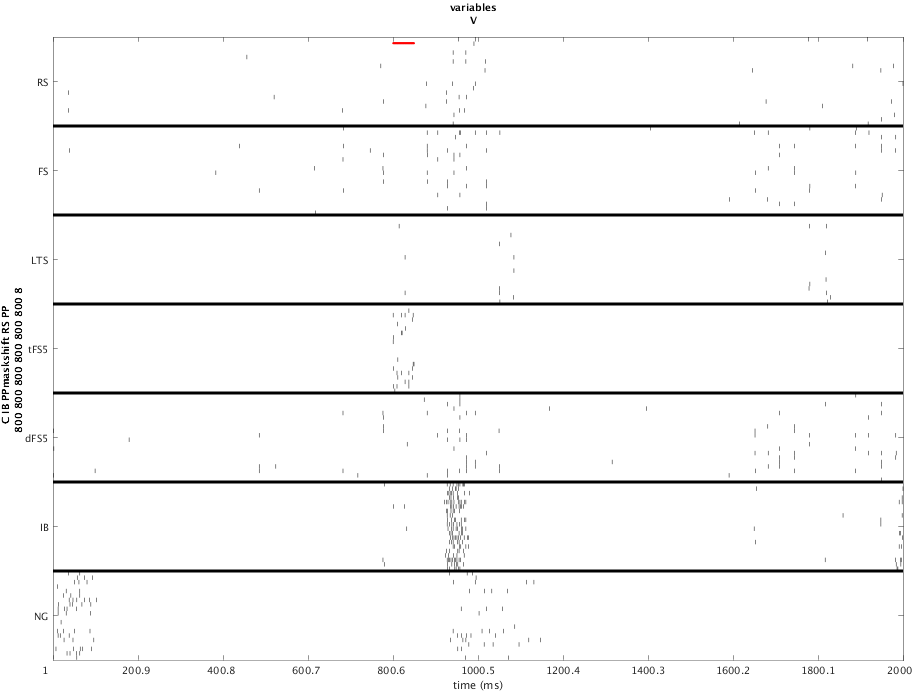 variables
V
RS
FS
LTS
tFS5
dFS5
IB
NG
C IB PPmaskshift RS PP
800 800 800 800 800 800 8
1 200.9 400.8 600.7 800.6 1000.5 1200.4 1400.3 1600.2 1800.1 2000
time (ms)